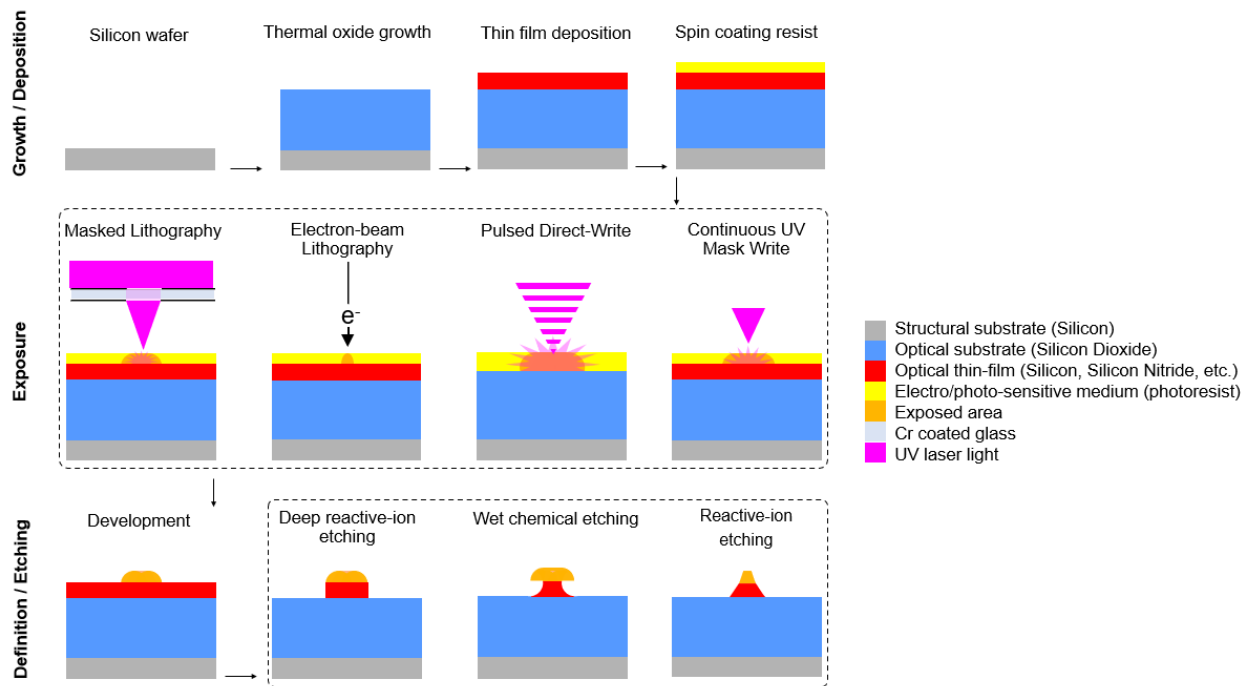 Growth / Deposition
Silicon wafer
Thermal oxide growth
Thin film deposition
Spin coating resist
Exposure
Masked Lithography
Electron-beam
Lithography
e-
Pulsed Direct-Write
Continuous UV
Mask Write
Structural substrate (Silicon)
Optical substrate (Silicon Dioxide)
Optical thin-film (Silicon, Silicon Nitride, etc.)
Electro/photo-sensitive medium (photoresist)
Exposed area
Cr coated glass
UV laser light
Definition / Etching
Development
Deep reactive-ion
etching
Wet chemical etching
Reactive-ion
etching